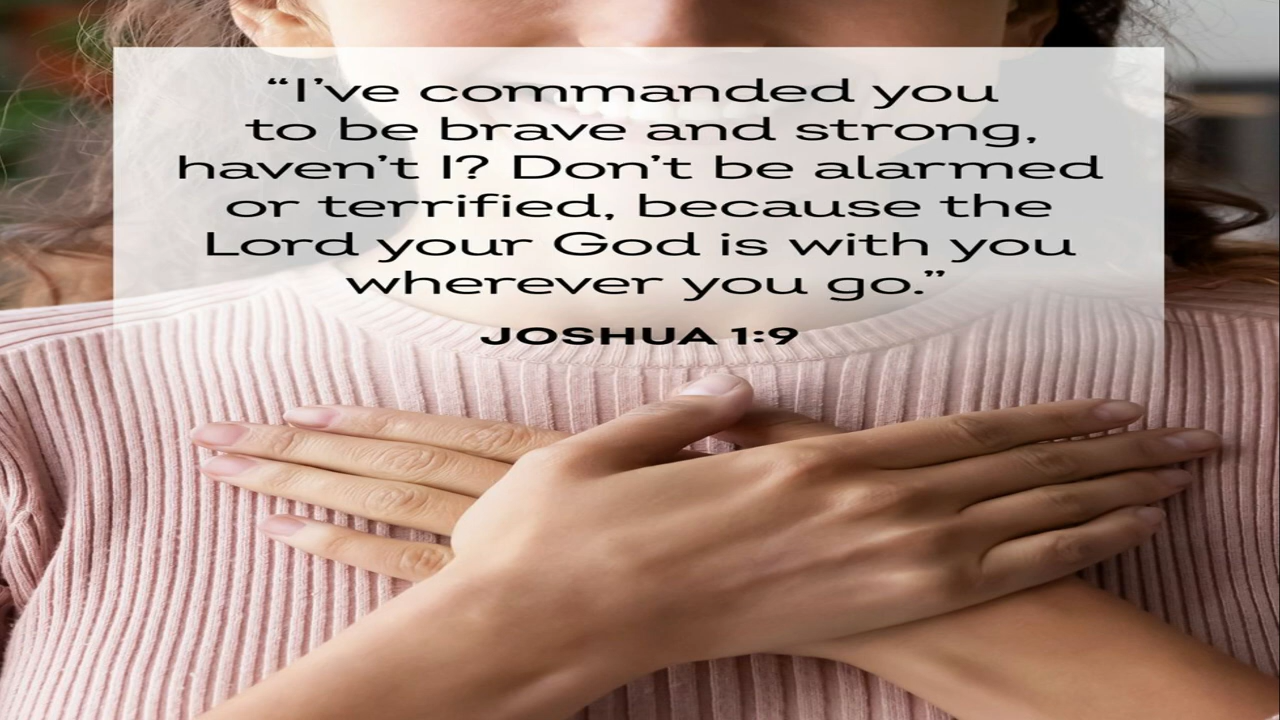 “I’ve commanded you
to be brave and strong,
haven’t I? Don’t be alarmed
or terrified, because the
Lord your God is with you
wherever you go.”
JOSHUA 1:9